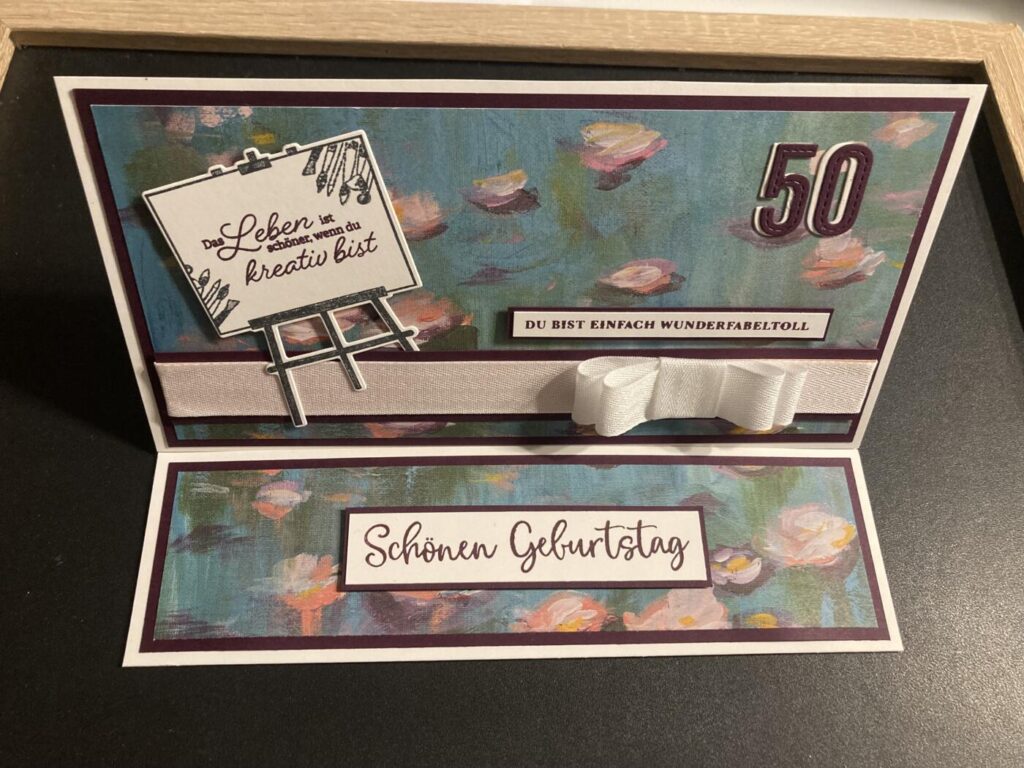 Das Leben ist
schöner, wenn du
kreativ bist
50
DU BIST EINFACH WUNDERFABELTOLL
Schönen Geburtstag